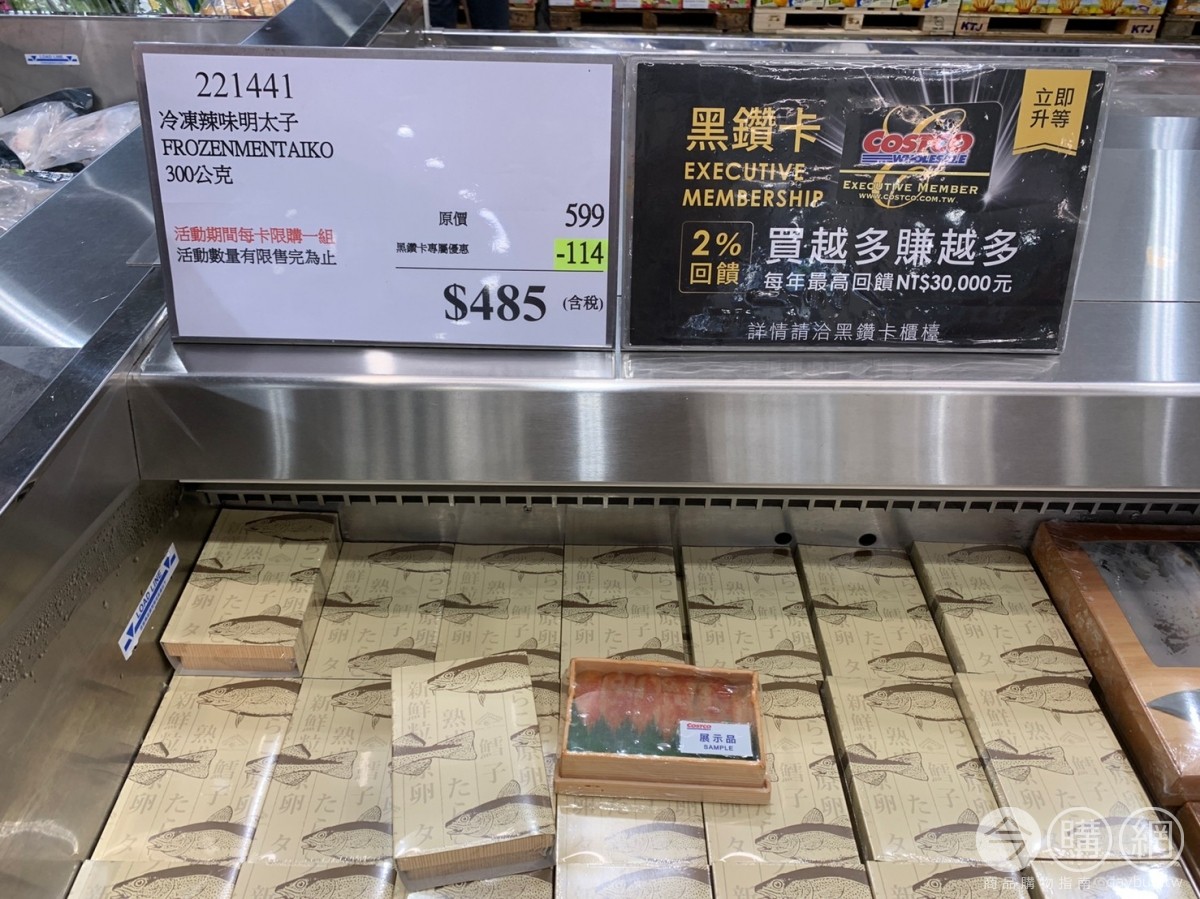 221441
冷凍辣味明太子
FROZENMENTAIKO
300公克
原價 599
活動期間每卡限購一組
黑鑽卡專屬優惠 -114
活動數量有限售完為止
$485 (含稅)
黑鑽卡
EXECUTIVE
MEMBERSHIP
COSTCO
WHOLESALE
EXECUTIVE MEMBER
WWW.COSTCO.COM.TW
立即
升等
2%
回饋
買越多賺越多
每年最高回饋NT$30,000元
詳情請洽黑鑽卡櫃檯
KTJ
KTJ
LOAD LINE
COSTCO
展示品
SAMPLE
今購網